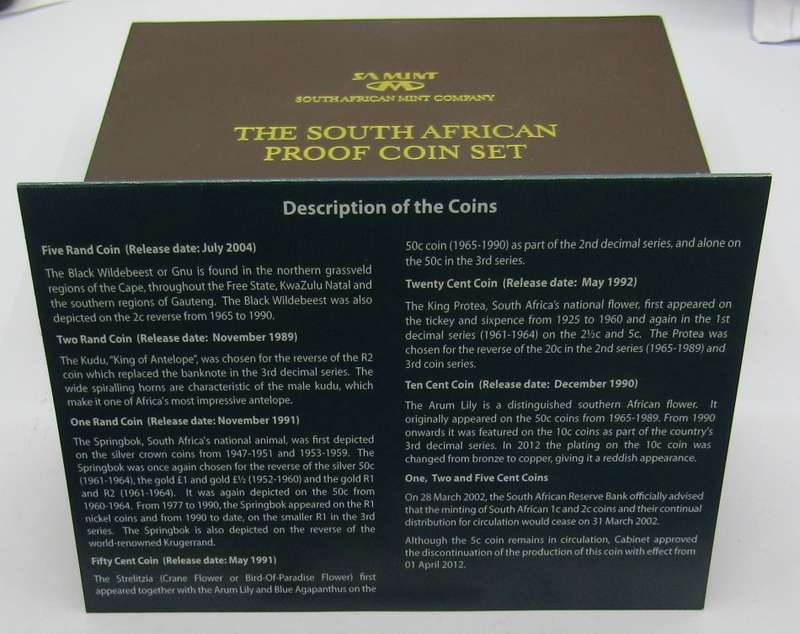 SA MINT
SOUTH AFRICAN MINT COMPANY
THE SOUTH AFRICAN
PROOF COIN SET
Description of the Coins
Five Rand Coin (Release date: July 2004)
The Black Wildebeest or Gnu is found in the northern grassveld
regions of the Cape, throughout the Free State, KwaZulu Natal and
the southern regions of Gauteng. The Black Wildebeest was also
depicted on the 2c reverse from 1965 to 1990.
Two Rand Coin (Release date: November 1989)
The Kudu, "King of Antelope", was chosen for the reverse of the R2
coin which replaced the banknote in the 3rd decimal series. The
wide spiralling horns are characteristic of the male kudu, which
make it one of Africa's most impressive antelope.
One Rand Coin (Release date: November 1991)
The Springbok, South Africa's national animal, was first depicted
on the silver crown coins from 1947-1951 and 1953-1959. The
Springbok was once again chosen for the reverse of the silver 50c
(1961-1964), the gold £1 and gold £½ (1952-1960) and the gold R1
and R2 (1961-1964). It was again depicted on the 50c from
1960-1964. From 1977 to 1990, the Springbok appeared on the R1
nickel coins and from 1990 to date, on the smaller R1 in the 3rd
series. The Springbok is also depicted on the reverse of the
world-renowned Krugerrand.
Fifty Cent Coin (Release date: May 1991)
The Strelitzia (Crane Flower or Bird-Of-Paradise Flower) first
appeared together with the Arum Lily and Blue Agapanthus on the
50c coin (1965-1990) as part of the 2nd decimal series, and alone on
the 50c in the 3rd series.
Twenty Cent Coin (Release date: May 1992)
The King Protea, South Africa's national flower, first appeared on
the tickey and sixpence from 1925 to 1960 and again in the 1st
decimal series (1961-1964) on the 2½c and 5c. The Protea was
chosen for the reverse of the 20c in the 2nd series (1965-1989) and
3rd coin series.
Ten Cent Coin (Release date: December 1990)
The Arum Lily is a distinguished southern African flower. It
originally appeared on the 50c coins from 1965-1989. From 1990
onwards it was featured on the 10c coins as part of the country's
3rd decimal series. In 2012 the plating on the 10c coin was
changed from bronze to copper, giving it a reddish appearance.
One, Two and Five Cent Coins
On 28 March 2002, the South African Reserve Bank officially advised
that the minting of South African 1c and 2c coins and their continual
distribution for circulation would cease on 31 March 2002.
Although the 5c coin remains in circulation, Cabinet approved
the discontinuation of the production of this coin with effect from
01 April 2012.